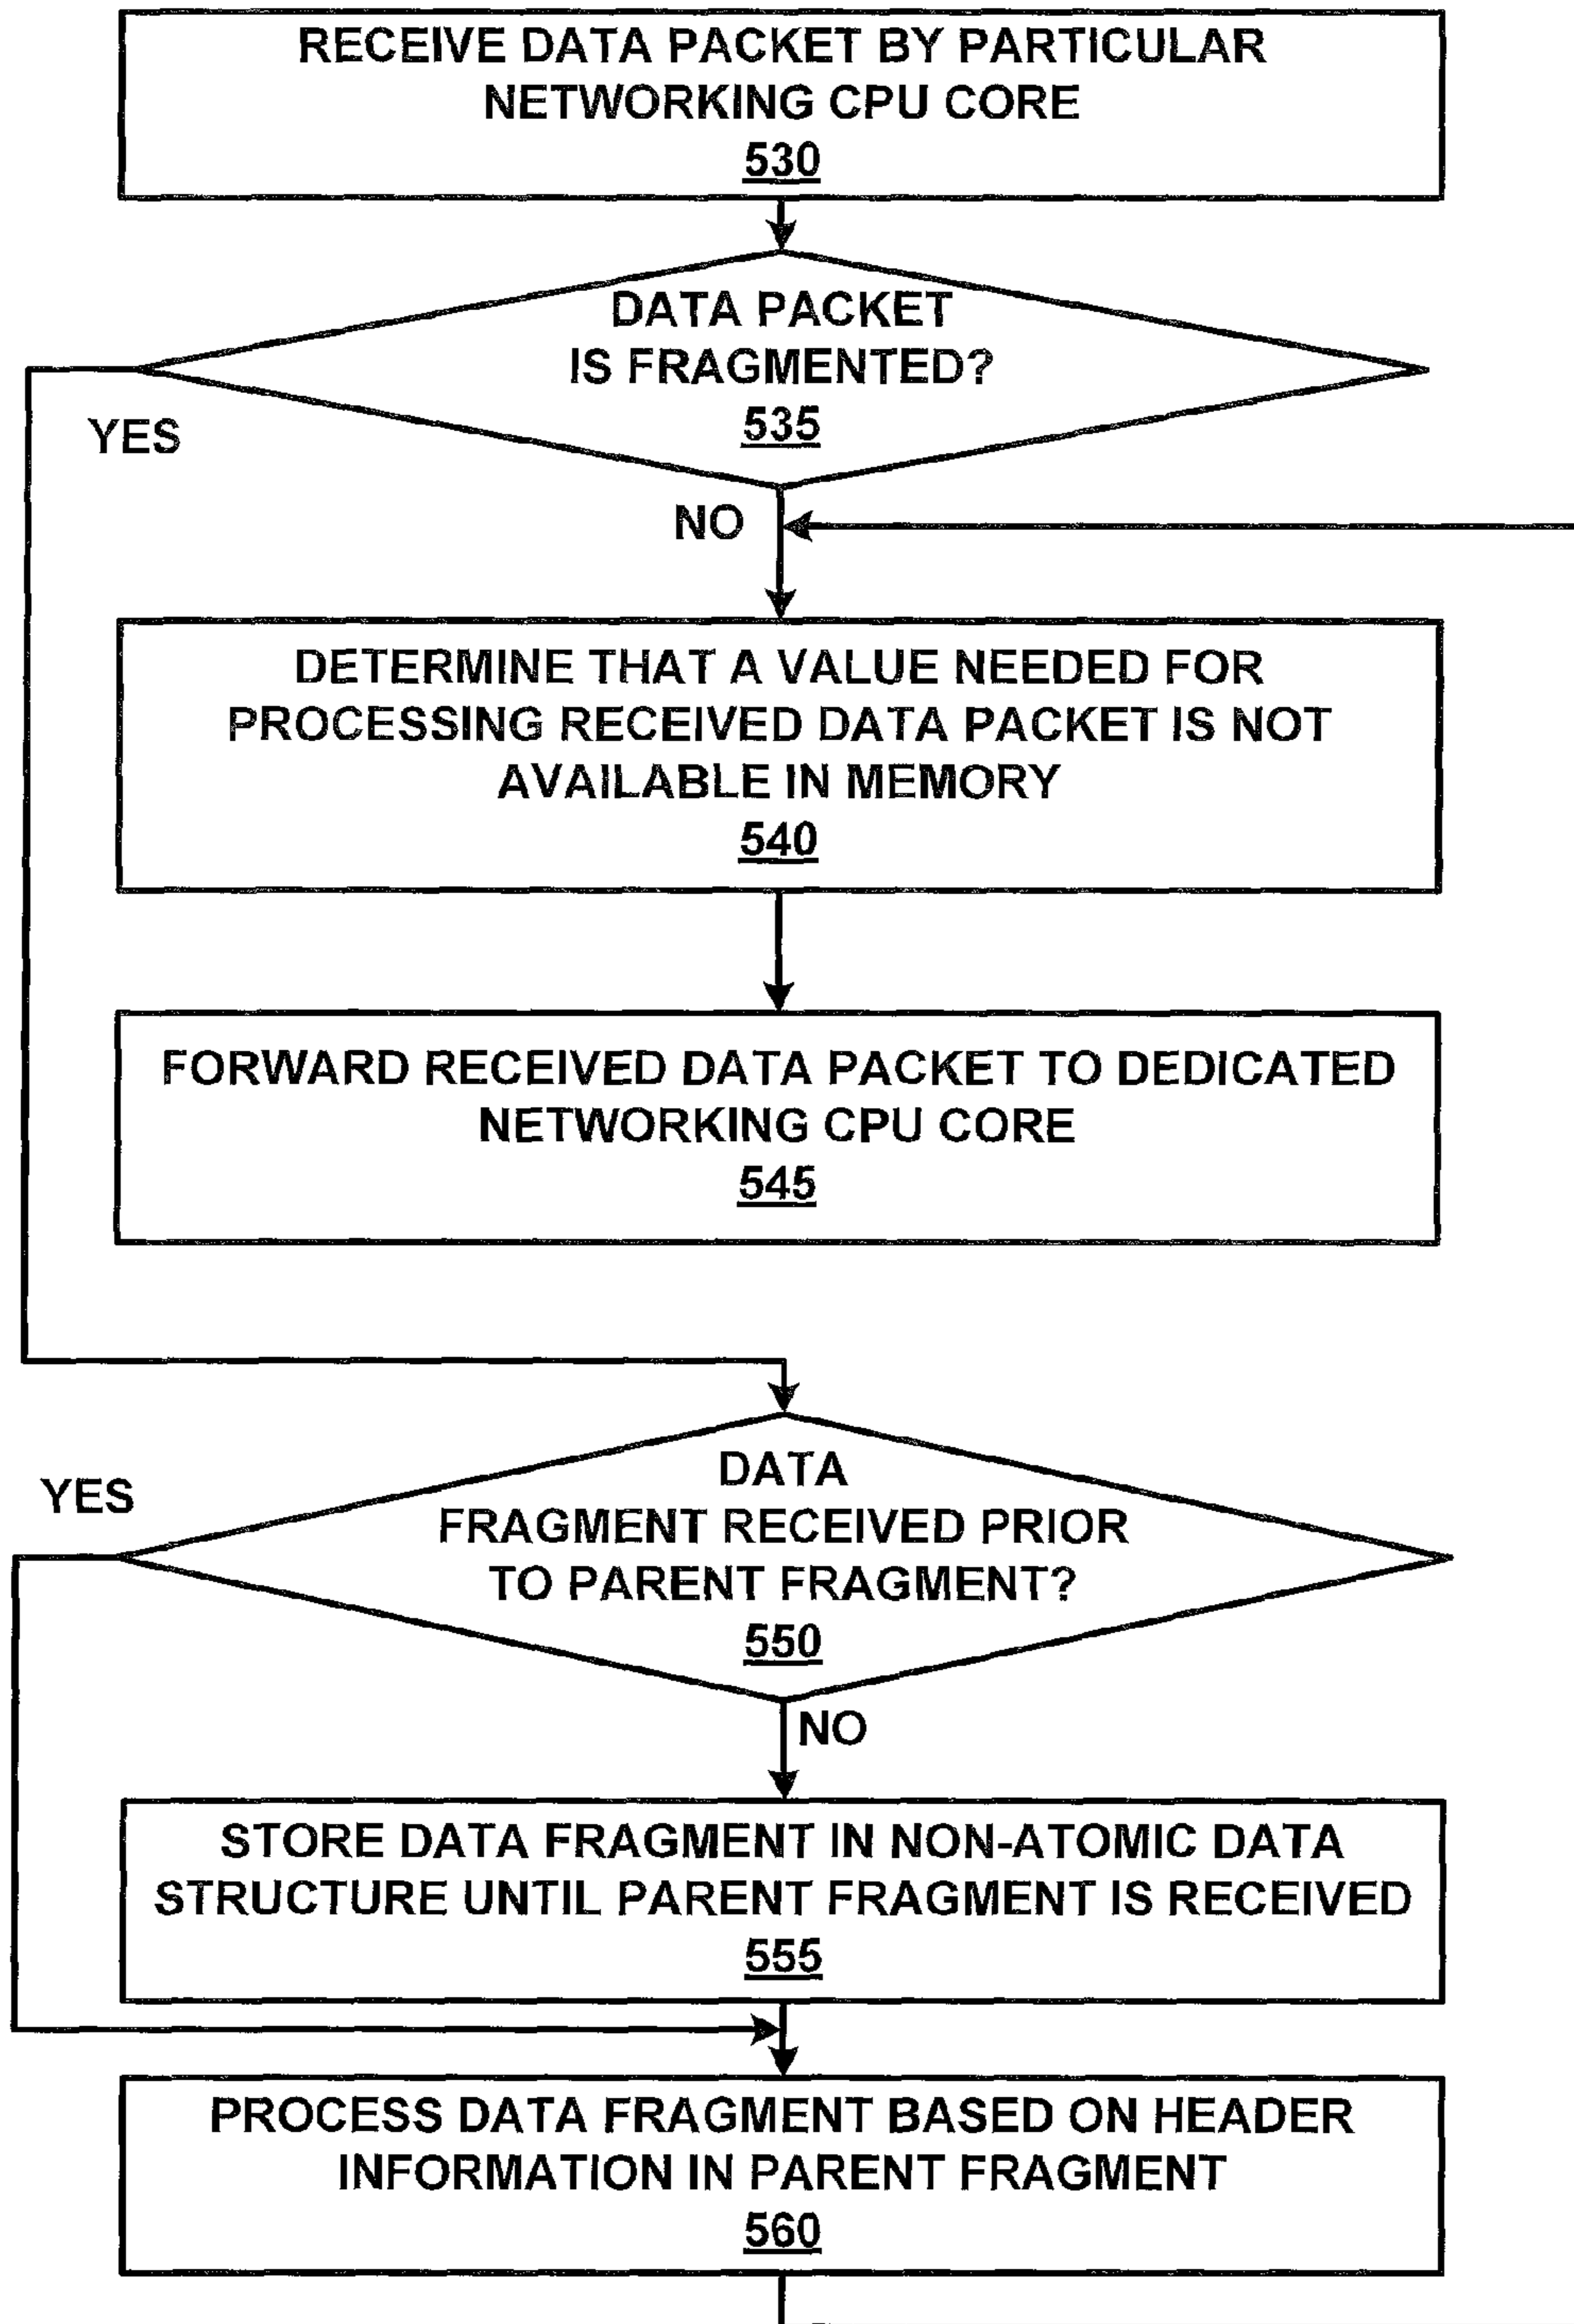 RECEIVE DATA PACKET BY PARTICULAR
NETWORKING CPU CORE
530
DATA PACKET
IS FRAGMENTED?
535
YES
NO
DETERMINE THAT A VALUE NEEDED FOR
PROCESSING RECEIVED DATA PACKET IS NOT
AVAILABLE IN MEMORY
540
FORWARD RECEIVED DATA PACKET TO DEDICATED
NETWORKING CPU CORE
545
DATA
FRAGMENT RECEIVED PRIOR
TO PARENT FRAGMENT?
550
YES
NO
STORE DATA FRAGMENT IN NON-ATOMIC DATA
STRUCTURE UNTIL PARENT FRAGMENT IS RECEIVED
555
PROCESS DATA FRAGMENT BASED ON HEADER
INFORMATION IN PARENT FRAGMENT
560